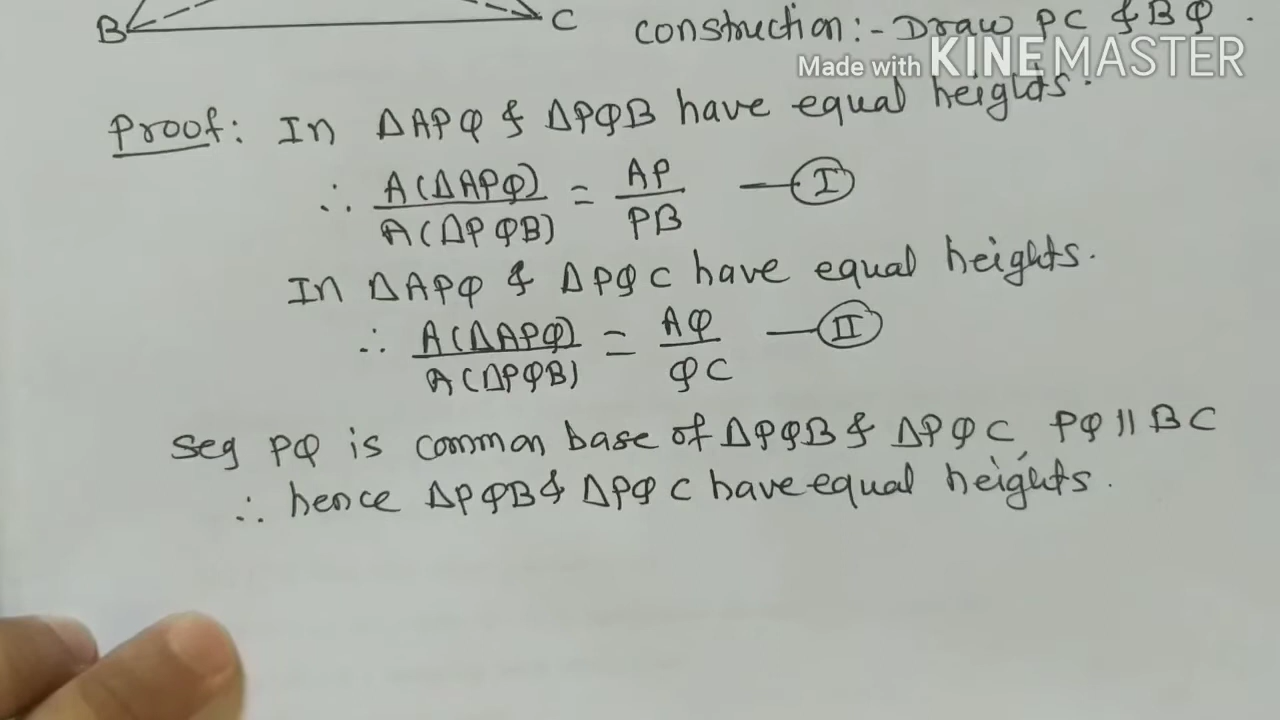 B C construction:- Draw PC & BQ.
Made with KINEMASTER
Proof: In ΔAPQ & ΔPQB have equal heights.
∴ A(ΔAPQ) / A(ΔPQB) = AP / PB —(I)
In ΔAPQ & ΔPQC have equal heights.
∴ A(ΔAPQ) / A(ΔPQB) = AQ / QC —(II)
seg PQ is common base of ΔPQB & ΔPQC, PQ || BC
∴ hence ΔPQB & ΔPQC have equal heights.